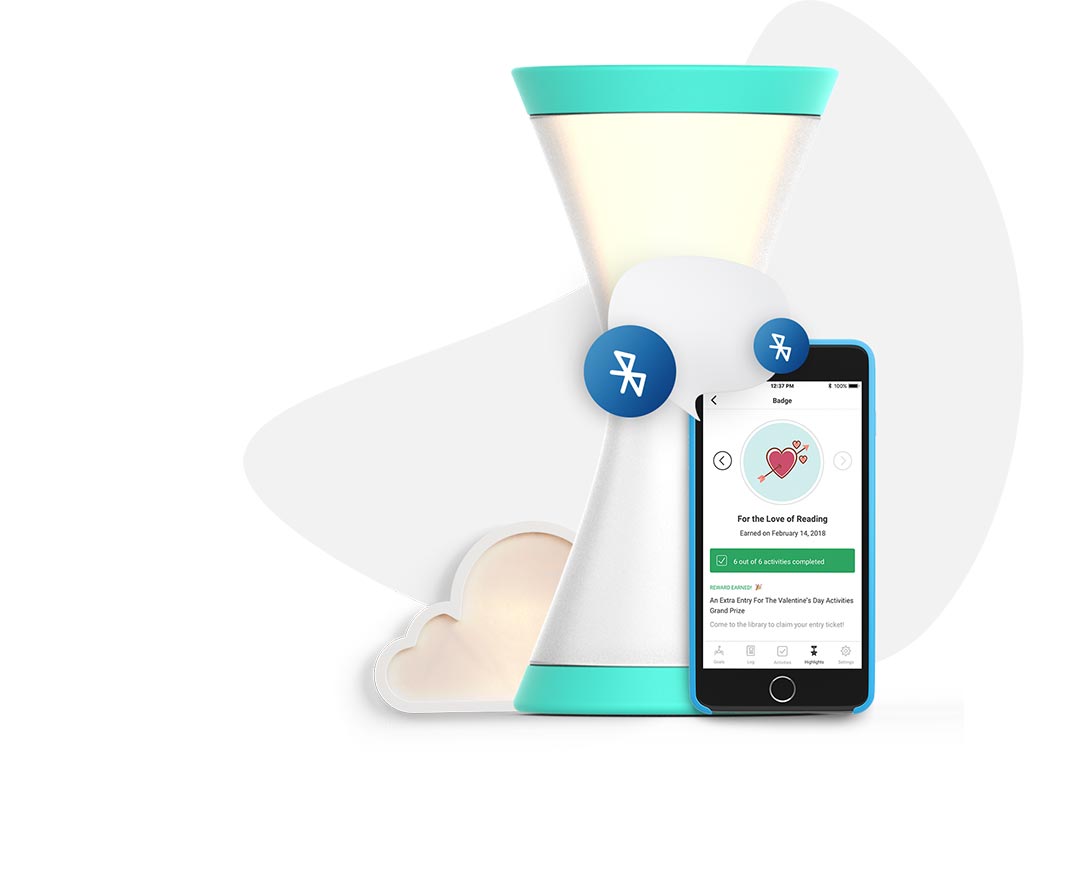 12:37 PM
100%
Badge
For the Love of Reading
Earned on February 14, 2018
6 out of 6 activities completed
REWARD EARNED!
An Extra Entry For The Valentine's Day Activities
Grand Prize
Come to the library to claim your entry ticket!
Goals Log Activities Highlights Settings